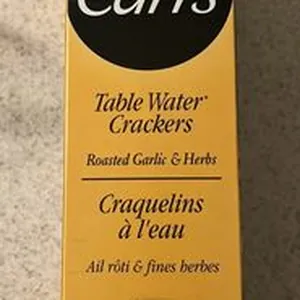 Carr's
Table Water*
Crackers
Roasted Garlic & Herbs
Craquelins
à l'eau
Ail rôti & fines herbes